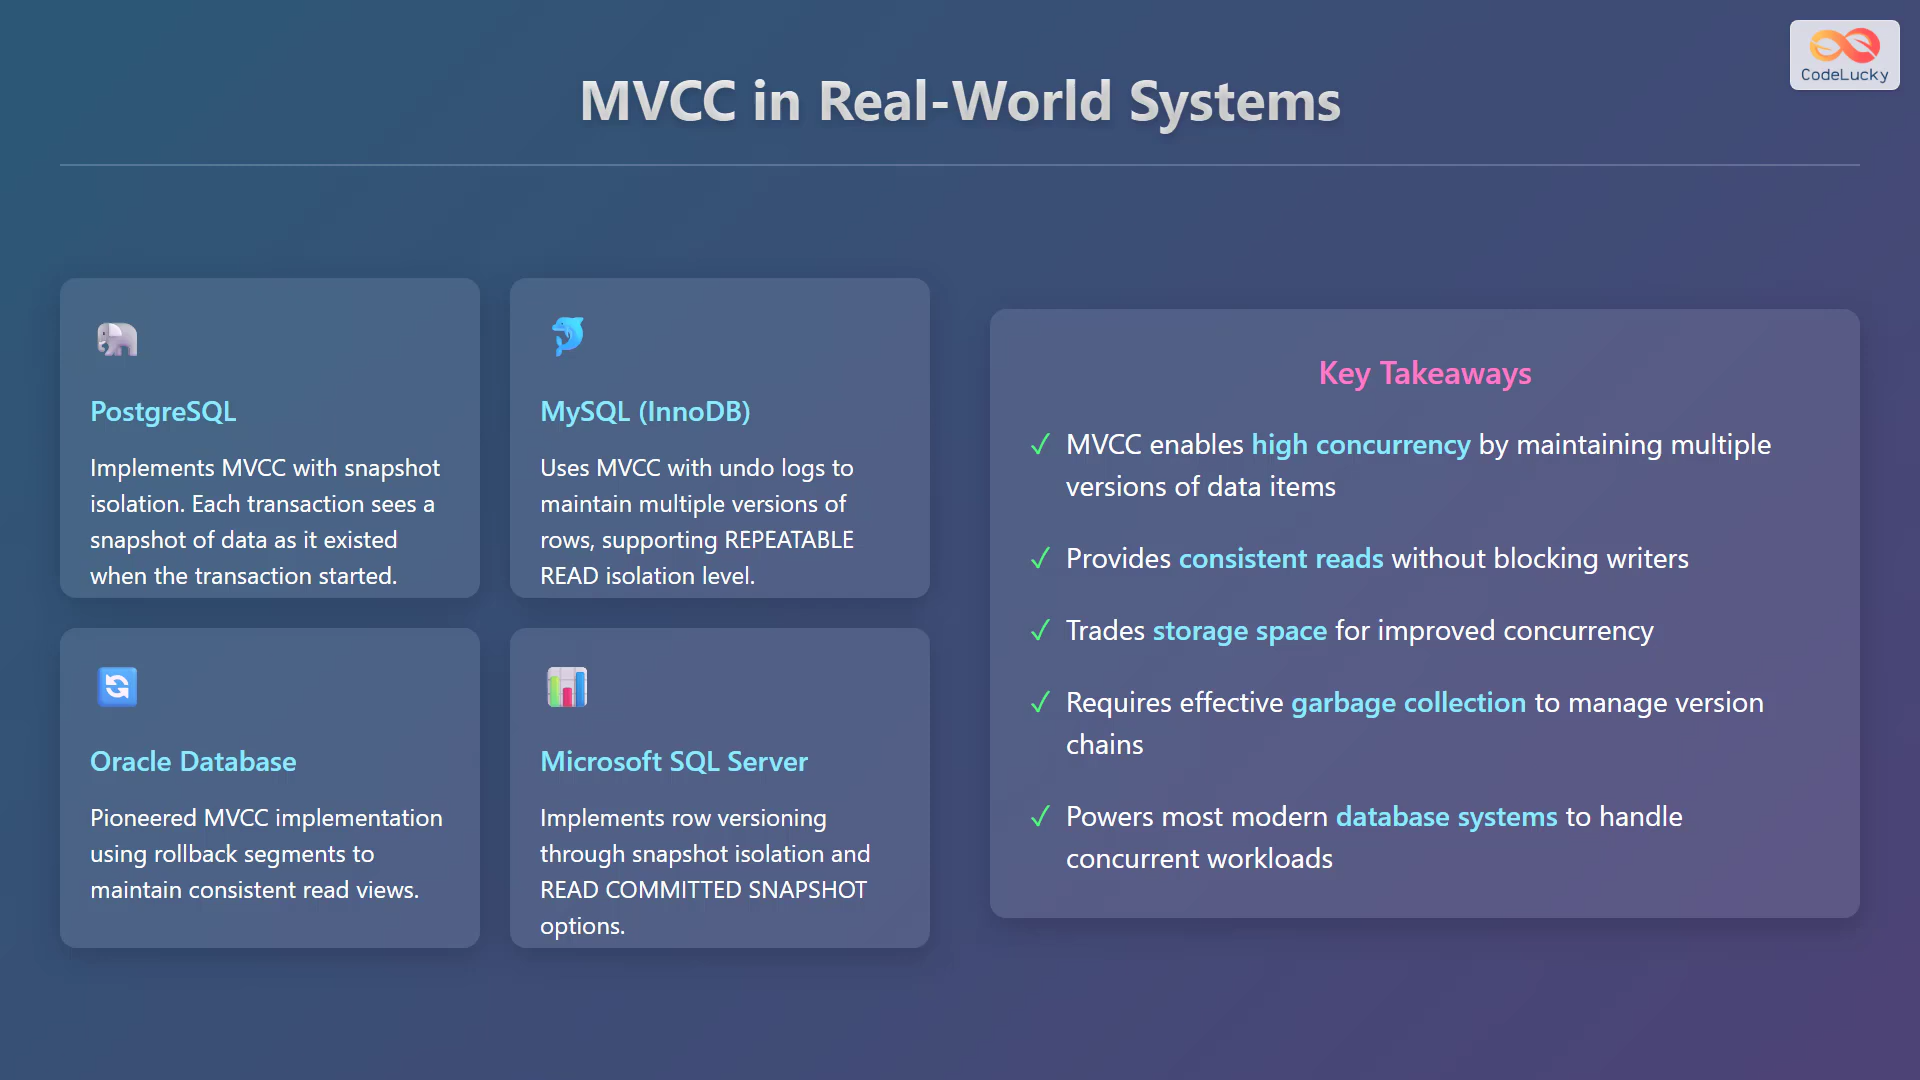 CodeLucky
MVCC in Real-World Systems
PostgreSQL
Implements MVCC with snapshot
isolation. Each transaction sees a
snapshot of data as it existed
when the transaction started.
MySQL (InnoDB)
Uses MVCC with undo logs to
maintain multiple versions of
rows, supporting REPEATABLE
READ isolation level.
Oracle Database
Pioneered MVCC implementation
using rollback segments to
maintain consistent read views.
Microsoft SQL Server
Implements row versioning
through snapshot isolation and
READ COMMITTED SNAPSHOT
options.
Key Takeaways
✓ MVCC enables high concurrency by maintaining multiple
versions of data items
✓ Provides consistent reads without blocking writers
✓ Trades storage space for improved concurrency
✓ Requires effective garbage collection to manage version
chains
✓ Powers most modern database systems to handle
concurrent workloads